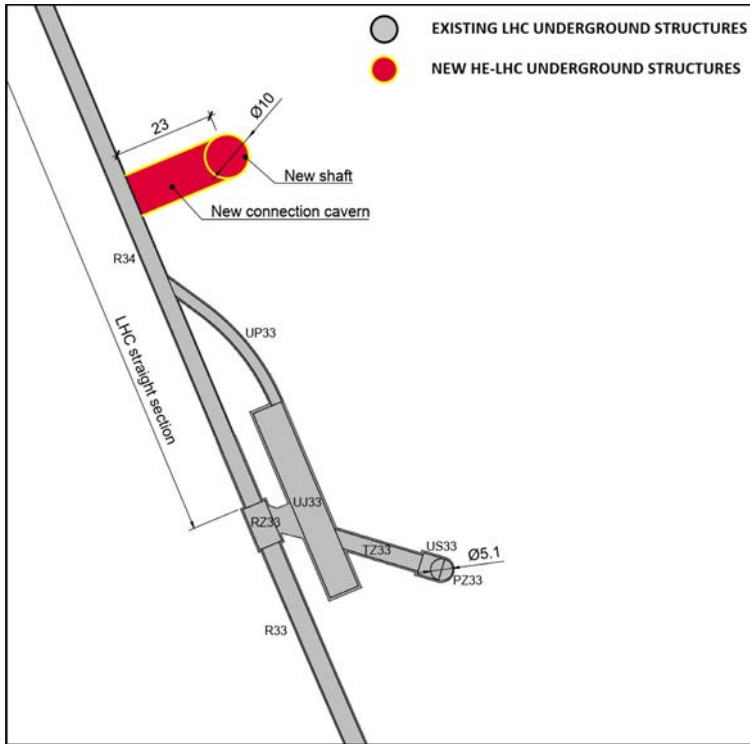 EXISTING LHC UNDERGROUND STRUCTURES
NEW HE-LHC UNDERGROUND STRUCTURES
23
Ø10
New shaft
New connection cavern
R34
UP33
LHC straight section
UJ33
RZ33
TZ33
US33
Ø5.1
PZ33
R33